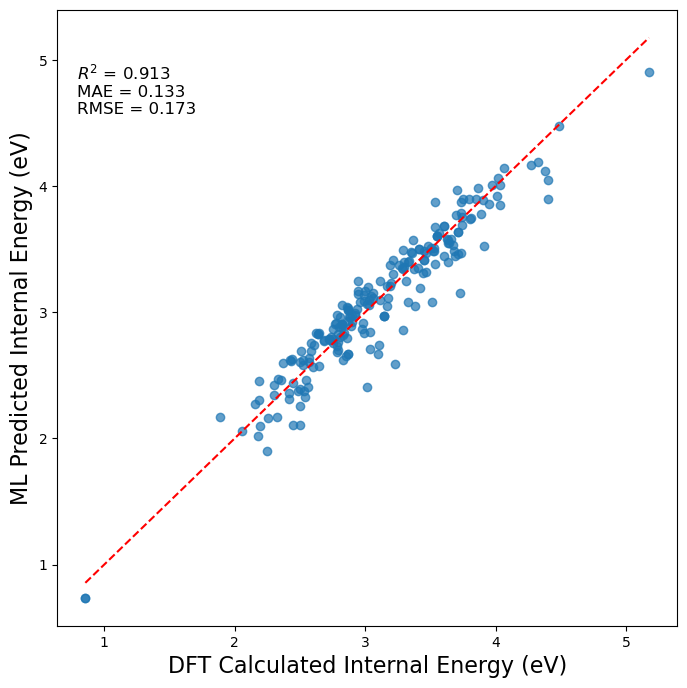 R² = 0.913
MAE = 0.133
RMSE = 0.173
ML Predicted Internal Energy (eV)
5
4
3
2
1
1 2 3 4 5
DFT Calculated Internal Energy (eV)